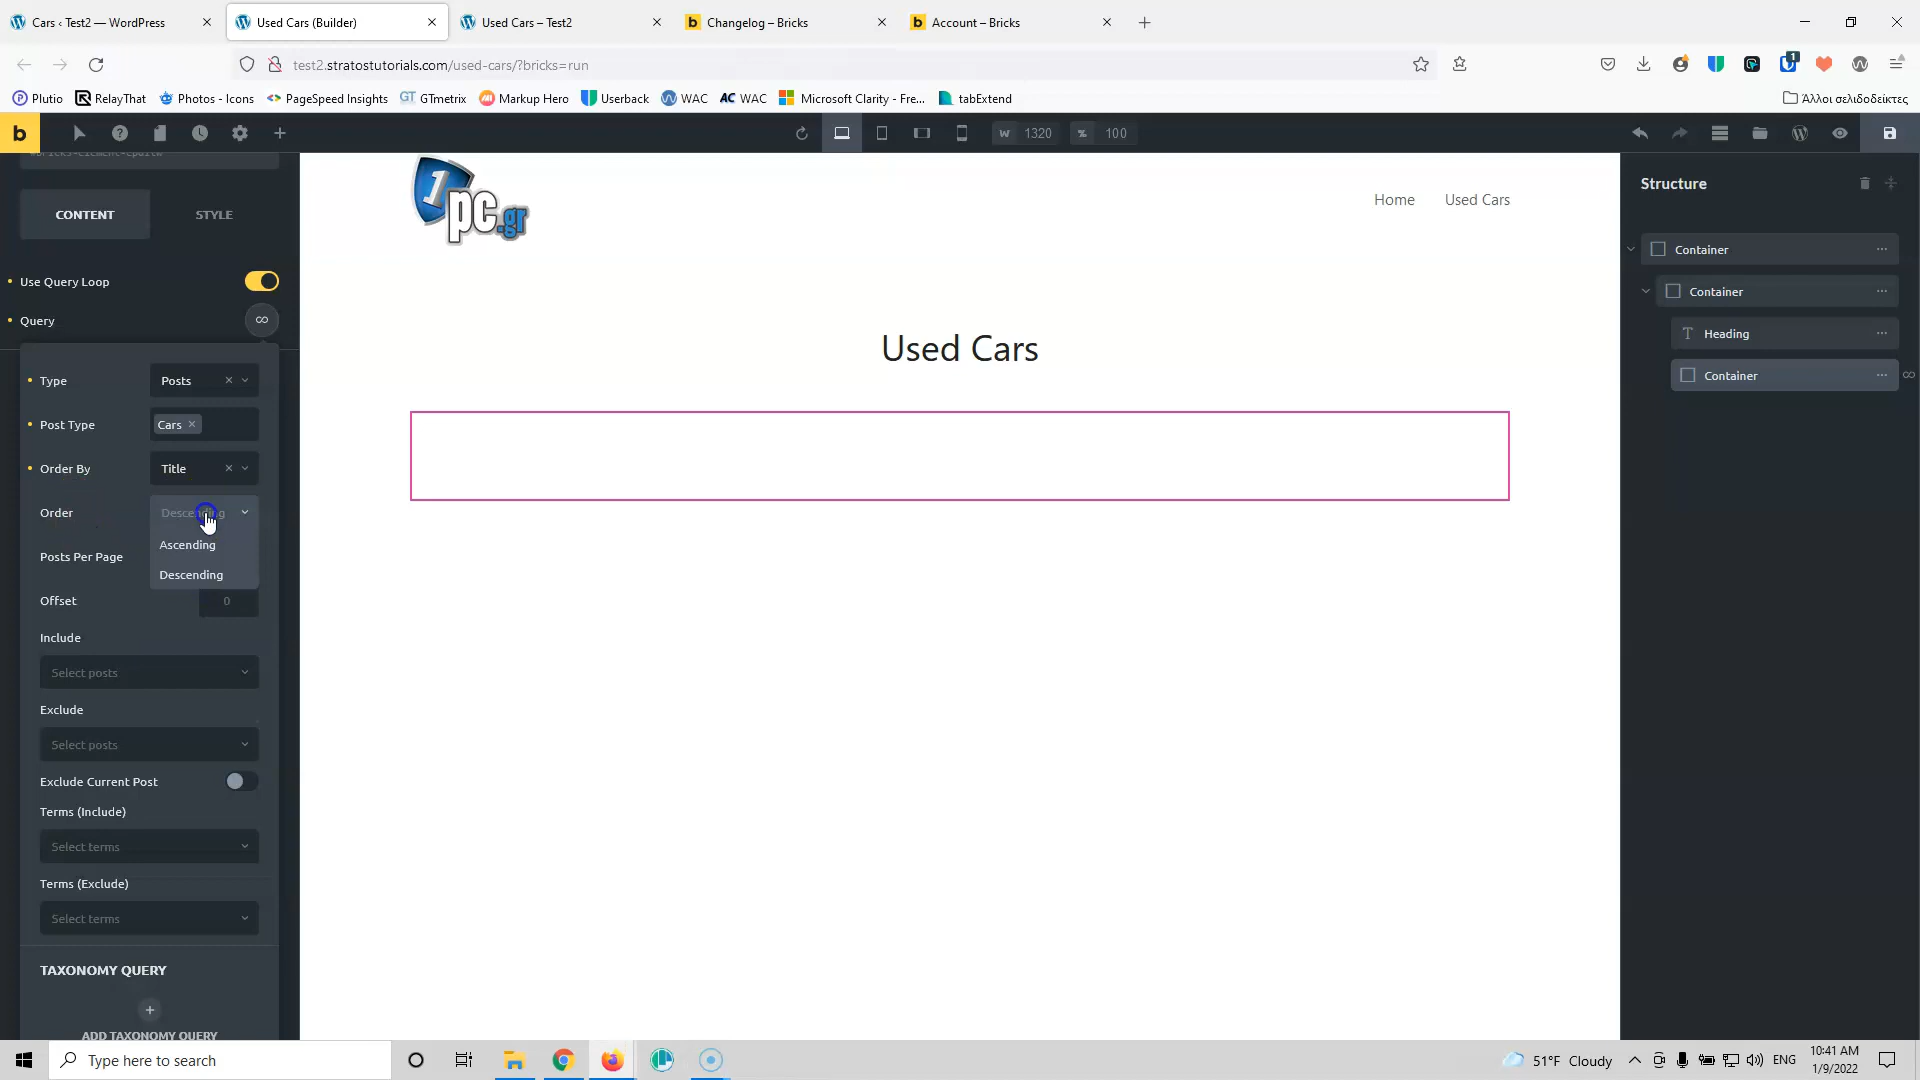 Cars ‹ Test2 — WordPress
Used Cars (Builder)
Used Cars – Test2
Changelog – Bricks
Account – Bricks
test2.stratostutorials.com/used-cars/?bricks=run
1
Plutio
RelayThat
Photos - Icons
PageSpeed Insights
GTmetrix
Markup Hero
Userback
WAC
AC WAC
Microsoft Clarity - Fre...
tabExtend
Άλλοι σελιδοδείκτες
b
W 1320
% 100
CONTENT
STYLE
Use Query Loop
Query
Type
Posts
Post Type
Cars
Order By
Title
Order
Descending
Ascending
Descending
Posts Per Page
Offset
0
Include
Select posts
Exclude
Select posts
Exclude Current Post
Terms (Include)
Select terms
Terms (Exclude)
Select terms
TAXONOMY QUERY
ADD TAXONOMY QUERY
1pc.gr
Home
Used Cars
Used Cars
Structure
Container
Container
Heading
Container
Type here to search
51°F Cloudy
ENG
10:41 AM
1/9/2022